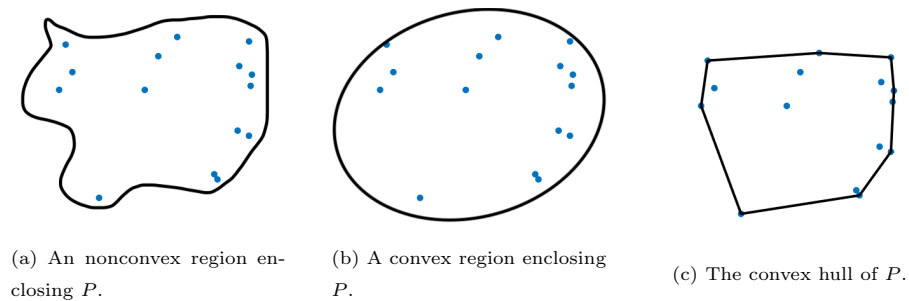 (a) An nonconvex region en-
closing P.
(b) A convex region enclosing
P.
(c) The convex hull of P.